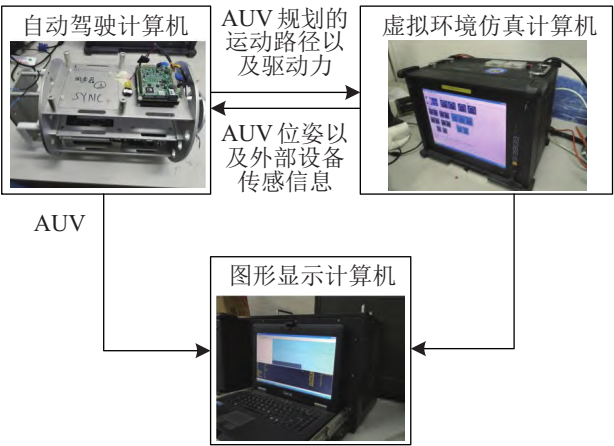 自动驾驶计算机
AUV 规划的
运动路径以
及驱动力
虚拟环境仿真计算机
SYNC
AUV 位姿以
及外部设备
传感信息
AUV
图形显示计算机